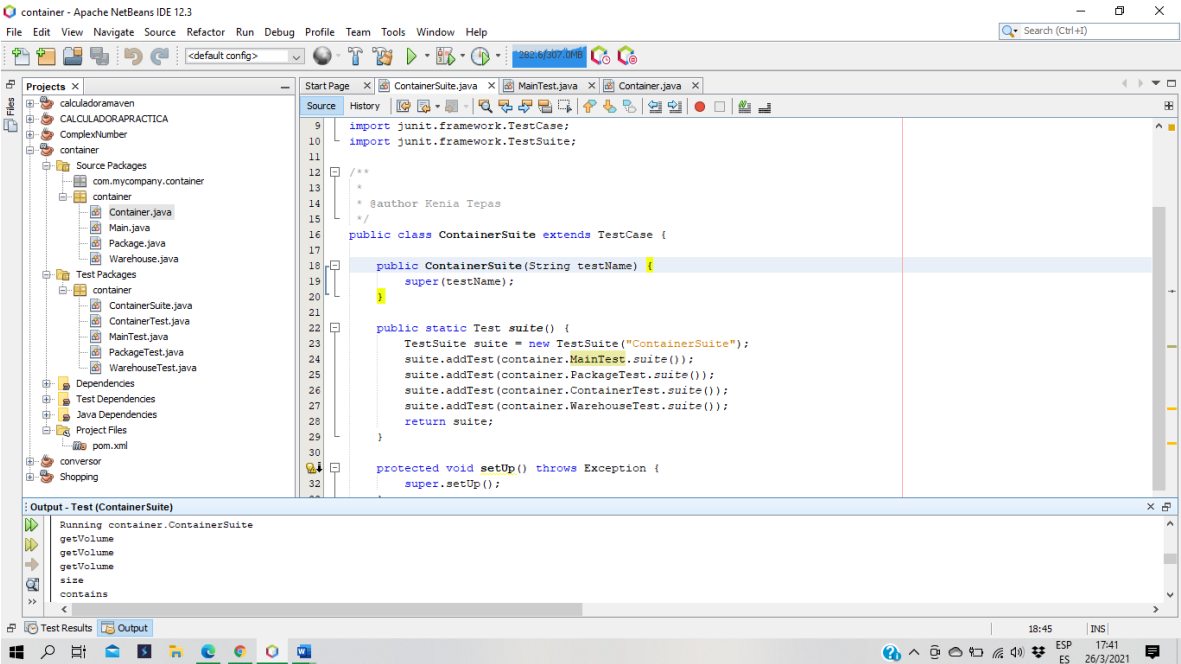 container - Apache NetBeans IDE 12.3
File Edit View Navigate Source Refactor Run Debug Profile Team Tools Window Help
Search (Ctrl+I)
<default config>
282.6/307.0MB
Files
Projects
calculadoramaven
CALCULADORAPRACTICA
ComplexNumber
container
Source Packages
com.mycompany.container
container
Container.java
Main.java
Package.java
Warehouse.java
Test Packages
container
ContainerSuite.java
ContainerTest.java
MainTest.java
PackageTest.java
WarehouseTest.java
Dependencies
Test Dependencies
Java Dependencies
Project Files
pom.xml
conversor
Shopping
Start Page ContainerSuite.java MainTest.java Container.java
Source History
9 import junit.framework.TestCase;
10 import junit.framework.TestSuite;
11
12 /**
13 *
14 * @author Kenia Tepas
15 */
16 public class ContainerSuite extends TestCase {
17
18 public ContainerSuite(String testName) {
19 super(testName);
20 }
21
22 public static Test suite() {
23 TestSuite suite = new TestSuite("ContainerSuite");
24 suite.addTest(container.MainTest.suite());
25 suite.addTest(container.PackageTest.suite());
26 suite.addTest(container.ContainerTest.suite());
27 suite.addTest(container.WarehouseTest.suite());
28 return suite;
29 }
30
protected void setUp() throws Exception {
32 super.setUp();
Output - Test (ContainerSuite)
Running container.ContainerSuite
getVolume
getVolume
getVolume
size
contains
Test Results Output
18:45 INS
ESP
ES
17:41
26/3/2021